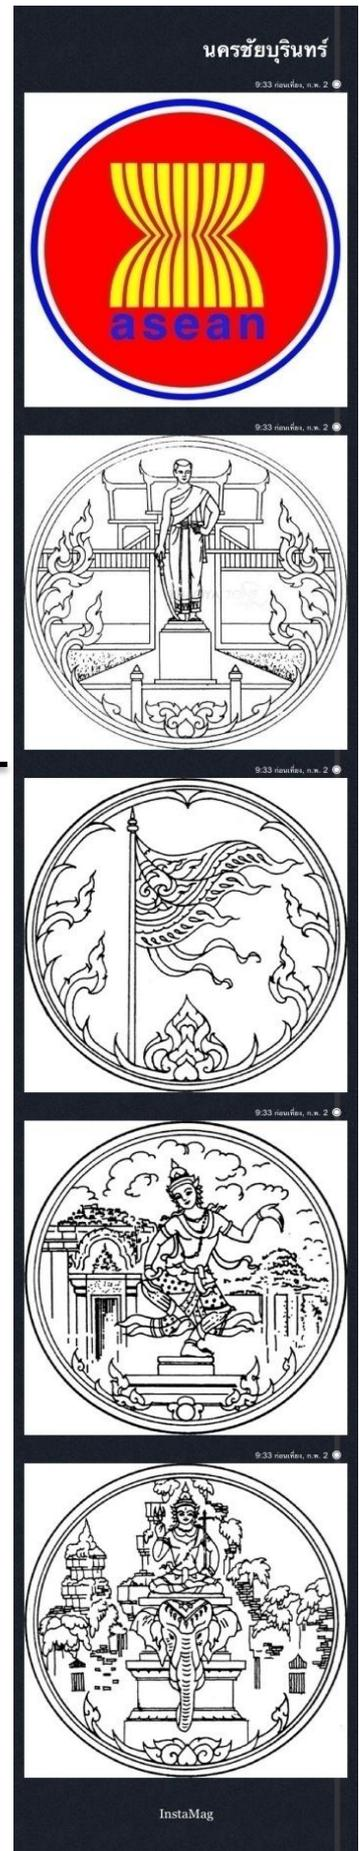 นครชัยบุรินทร์
9:33 ก่อนเที่ยง, ก.พ. 2
asean
9:33 ก่อนเที่ยง, ก.พ. 2
9:33 ก่อนเที่ยง, ก.พ. 2
9:33 ก่อนเที่ยง, ก.พ. 2
9:33 ก่อนเที่ยง, ก.พ. 2
InstaMag